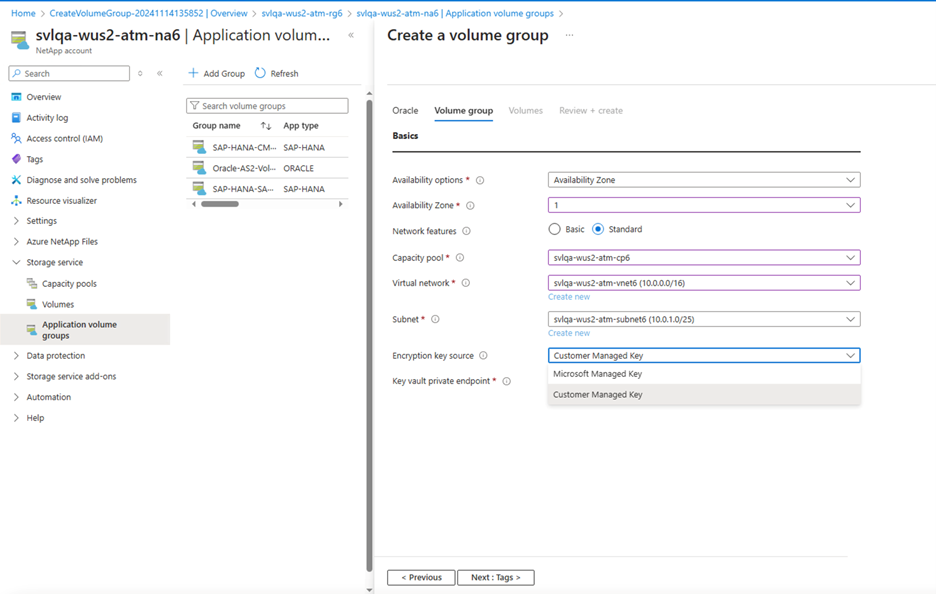 Home > CreateVolumeGroup-20241114135852 | Overview > svlqa-wus2-atm-rg6 > svlqa-wus2-atm-na6 | Application volume groups >
svlqa-wus2-atm-na6 | Application volum...
NetApp account
Search
Overview
Activity log
Access control (IAM)
Tags
Diagnose and solve problems
Resource visualizer
Settings
Azure NetApp Files
Storage service
Capacity pools
Volumes
Application volume
groups
Data protection
Storage service add-ons
Automation
Help
+ Add Group Refresh
Search volume groups
Group name App type
SAP-HANA-CM... SAP-HANA
Oracle-AS2-Vol... ORACLE
SAP-HANA-SA... SAP-HANA
Create a volume group ...
Oracle Volume group Volumes Review + create
Basics
Availability options * Availability Zone
Availability Zone * 1
Network features Basic Standard
Capacity pool * svlqa-wus2-atm-cp6
Virtual network * svlqa-wus2-atm-vnet6 (10.0.0.0/16)
Create new
Subnet * svlqa-wus2-atm-subnet6 (10.0.1.0/25)
Create new
Encryption key source Customer Managed Key
Microsoft Managed Key
Key vault private endpoint *
Customer Managed Key
< Previous Next : Tags >